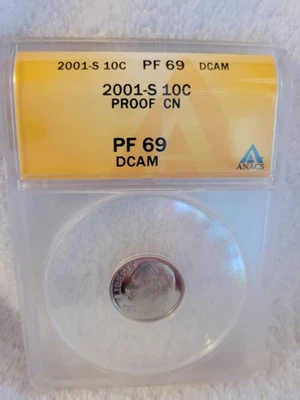 2001-S 10C PF 69 DCAM
2001-S 10C
PROOF CN
PF 69
DCAM
ANACS